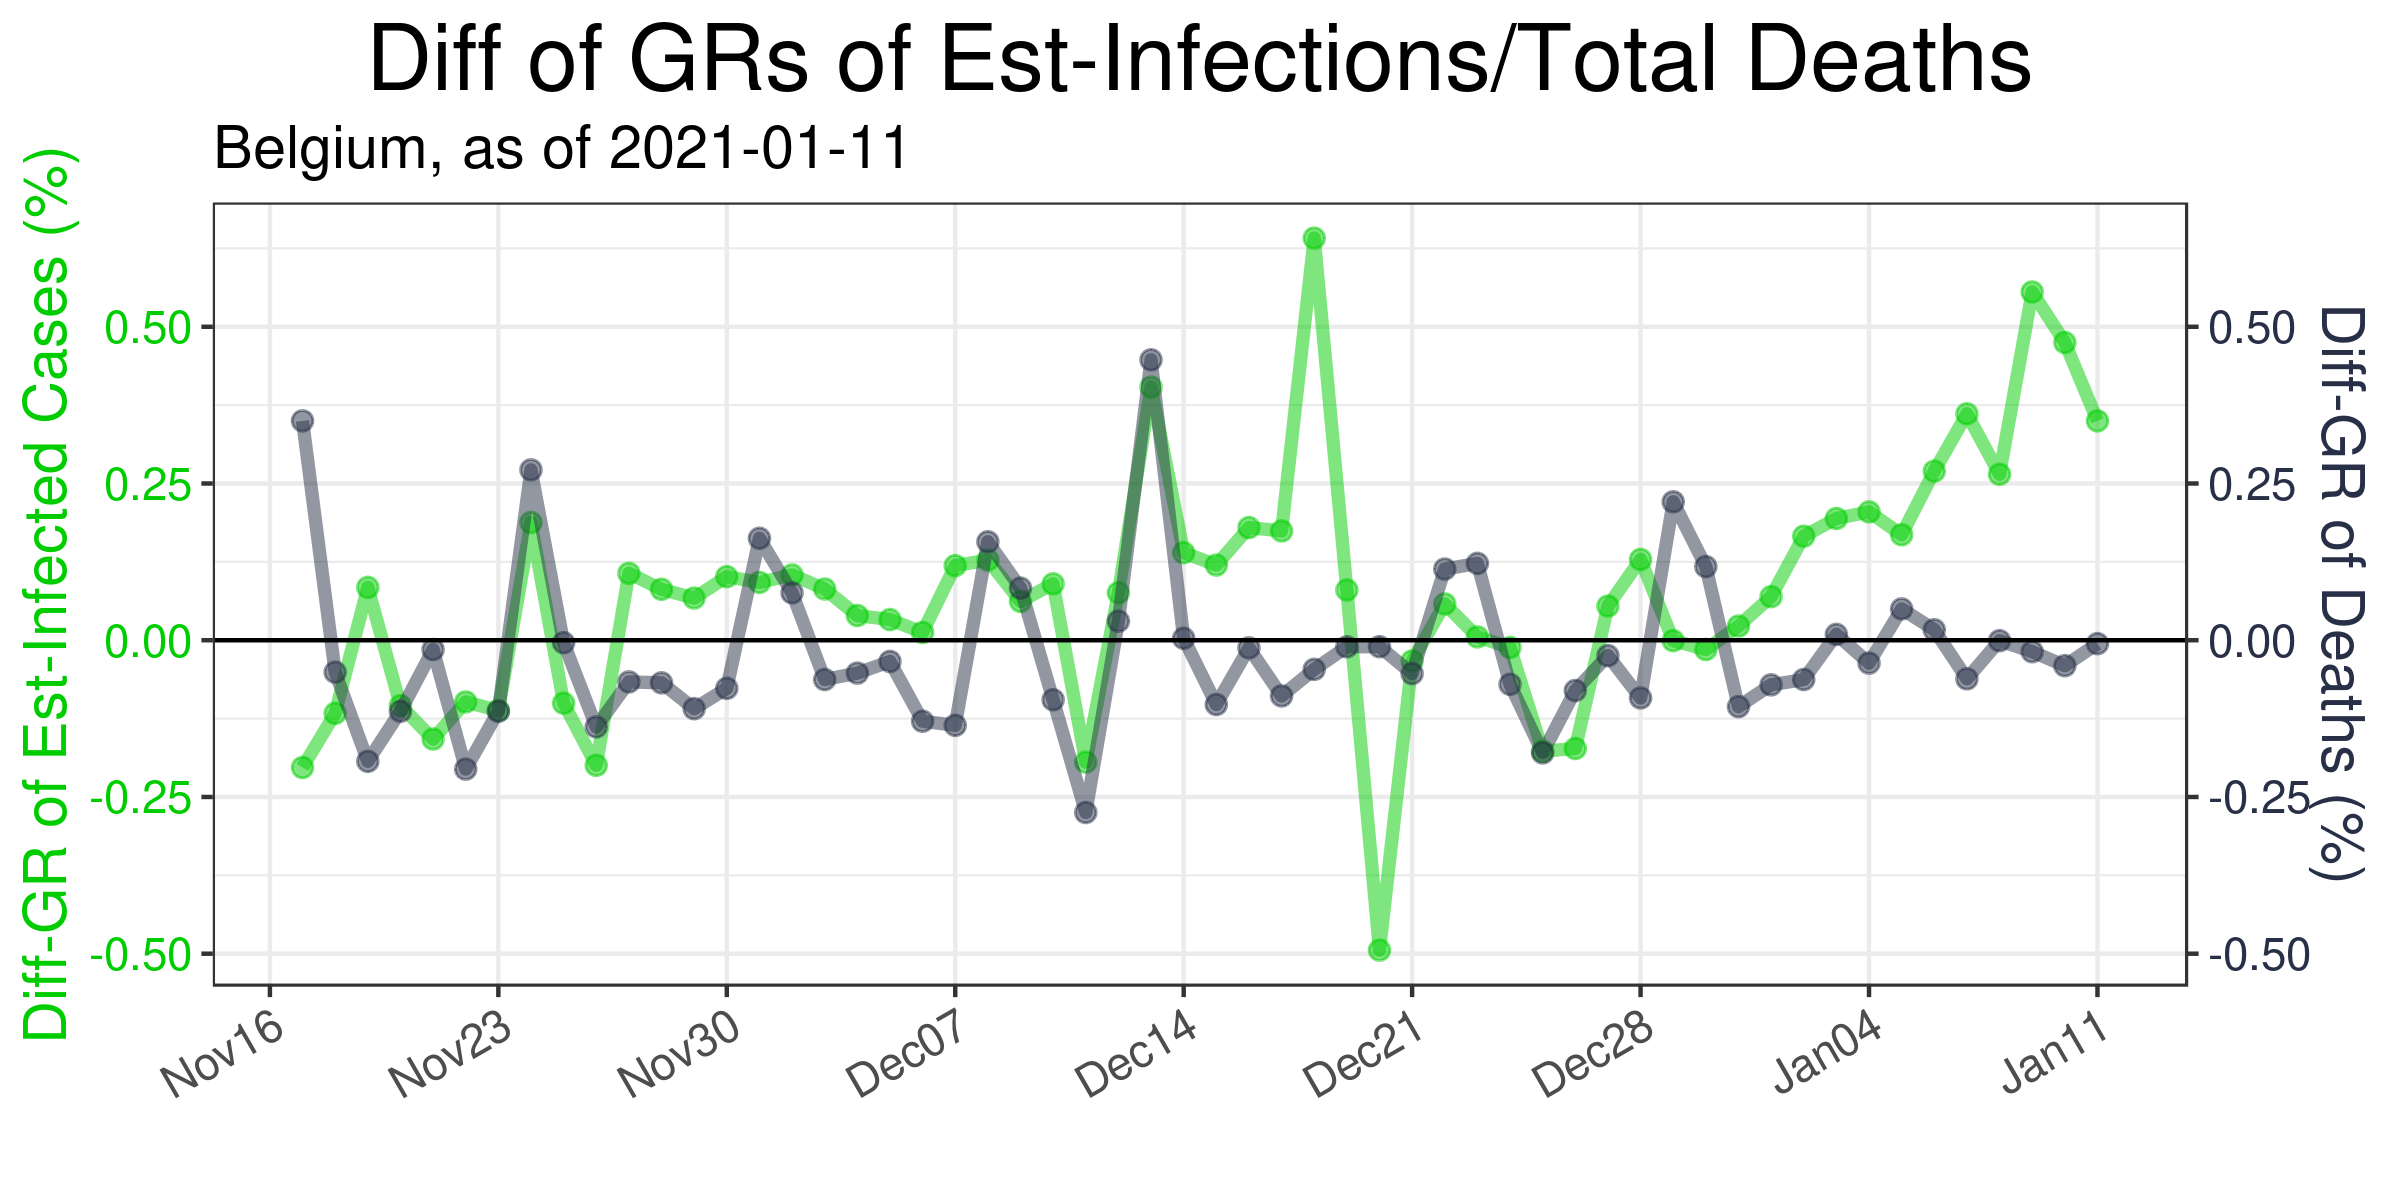 Diff of GRs of Est-Infections/Total Deaths
Belgium, as of 2021-01-11
Diff-GR of Est-Infected Cases (%)
0.50
0.25
0.00
-0.25
-0.50
0.50
0.25
0.00
-0.25
-0.50
Diff-GR of Deaths (%)
Nov16
Nov23
Nov30
Dec07
Dec14
Dec21
Dec28
Jan04
Jan11